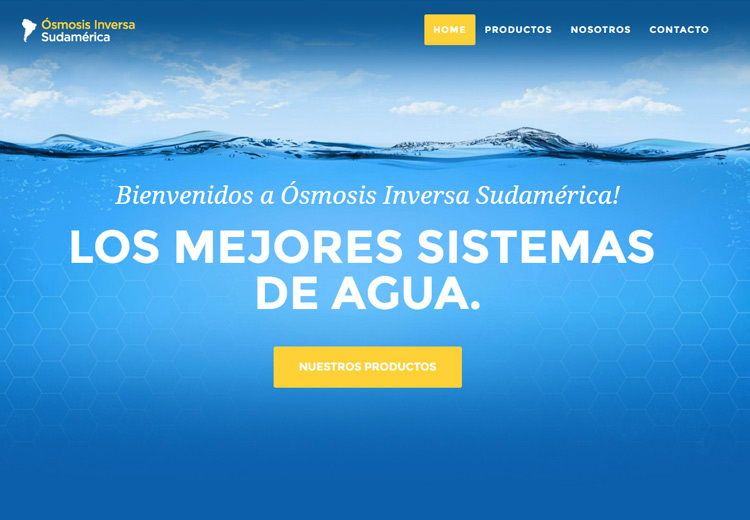 Ósmosis Inversa
Sudamérica
HOME PRODUCTOS NOSOTROS CONTACTO
Bienvenidos a Ósmosis Inversa Sudamérica!
LOS MEJORES SISTEMAS
DE AGUA.
NUESTROS PRODUCTOS